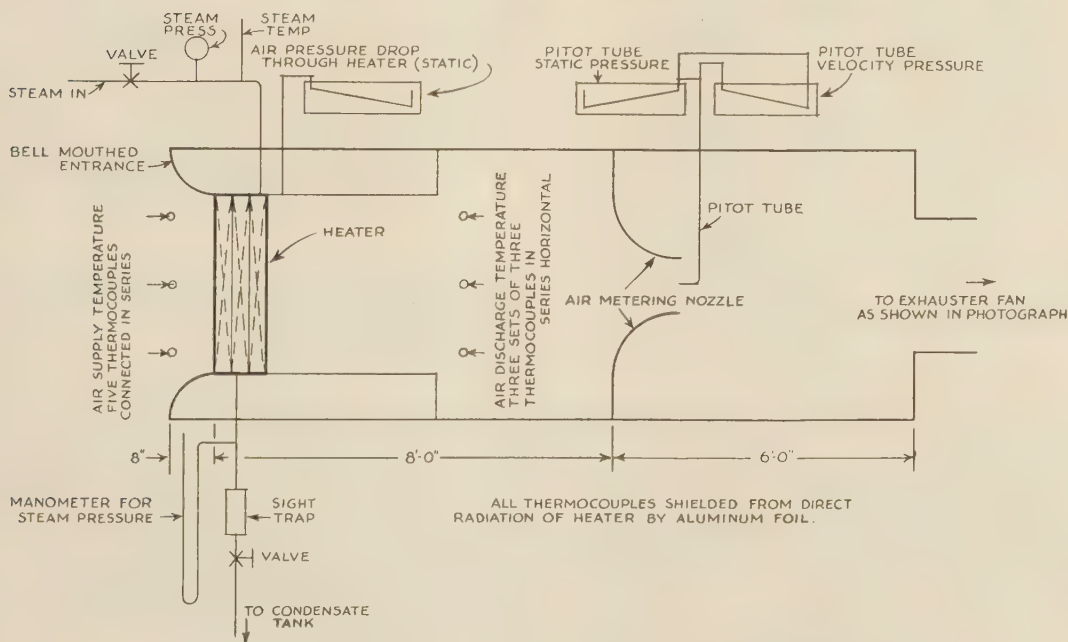 STEAM
PRESS
STEAM
TEMP
VALVE
AIR PRESSURE DROP
THROUGH HEATER (STATIC)
PITOT TUBE
STATIC PRESSURE
PITOT TUBE
VELOCITY PRESSURE
STEAM IN
BELL MOUTHED
ENTRANCE
AIR SUPPLY TEMPERATURE
FIVE THERMOCOUPLES
CONNECTED IN SERIES
HEATER
AIR DISCHARGE TEMPERATURE
THREE SETS OF THREE
THERMOCOUPLES IN
SERIES HORIZONTAL
PITOT TUBE
AIR METERING NOZZLE
TO EXHAUSTER FAN
AS SHOWN IN PHOTOGRAPH
8"
8'-0"
6'-0"
MANOMETER FOR
STEAM PRESSURE
SIGHT
TRAP
ALL THERMOCOUPLES SHIELDED FROM DIRECT
RADIATION OF HEATER BY ALUMINUM FOIL.
VALVE
TO CONDENSATE
TANK